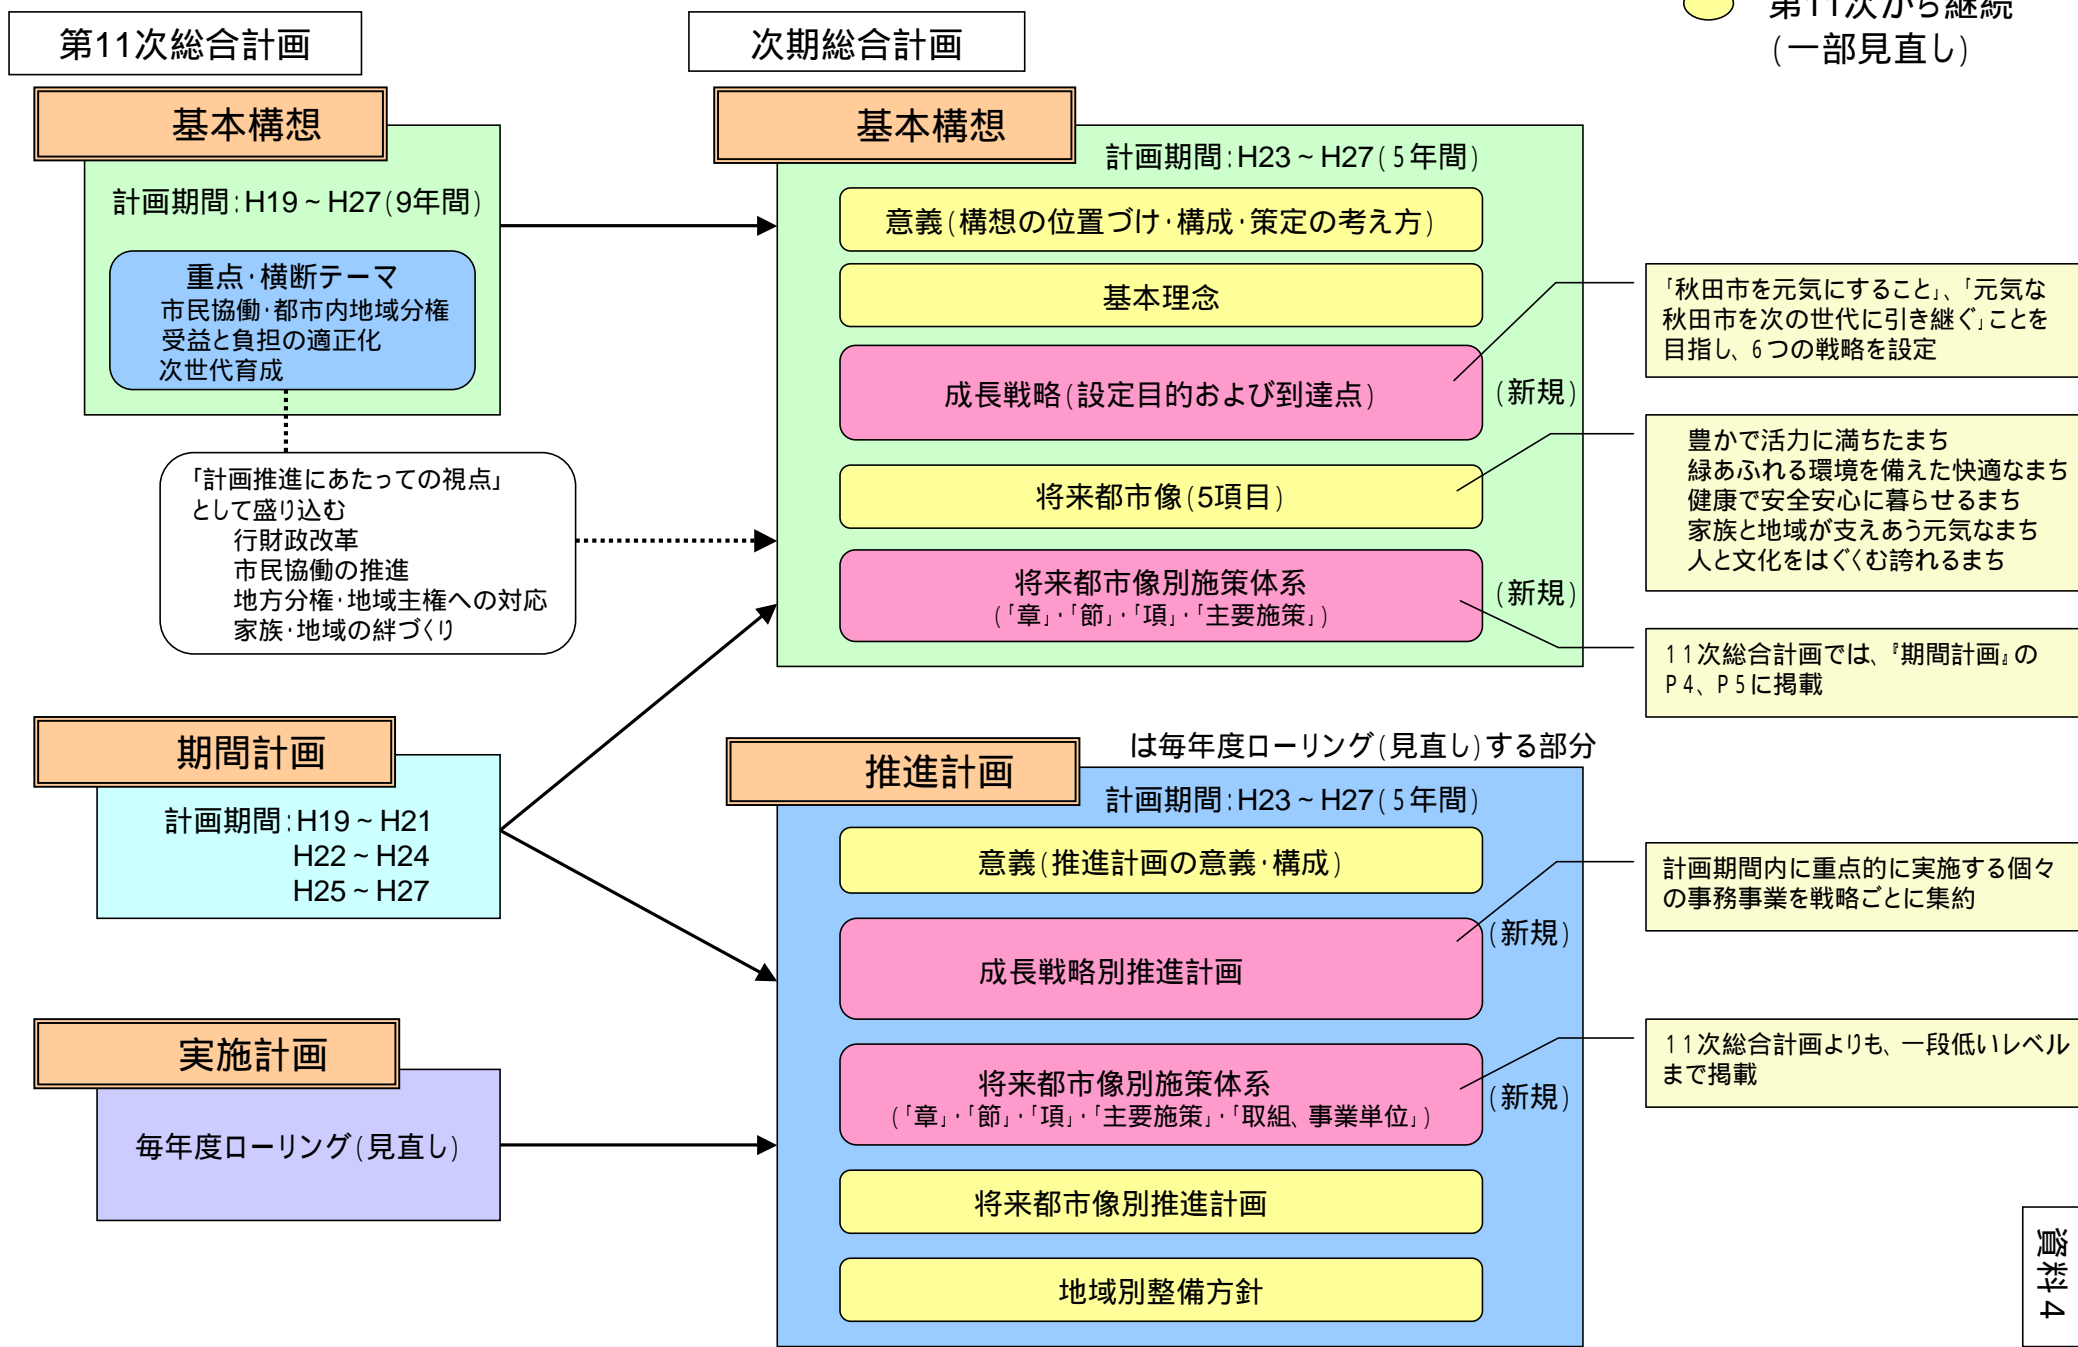 第11次から継続
(一部見直し)
第11次総合計画
次期総合計画
基本構想
計画期間:H19～H27(9年間)
重点・横断テーマ
市民協働・都市内地域分権
受益と負担の適正化
次世代育成
「計画推進にあたっての視点」
として盛り込む
行財政改革
市民協働の推進
地方分権・地域主権への対応
家族・地域の絆づくり
期間計画
計画期間:H19～H21
H22～H24
H25～H27
実施計画
毎年度ローリング(見直し)
基本構想
計画期間:H23～H27(5年間)
意義(構想の位置づけ・構成・策定の考え方)
基本理念
成長戦略(設定目的および到達点)
(新規)
将来都市像(5項目)
将来都市像別施策体系
(「章」・「節」・「項」・「主要施策」)
(新規)
は毎年度ローリング(見直し)する部分
推進計画
計画期間:H23～H27(5年間)
意義(推進計画の意義・構成)
成長戦略別推進計画
(新規)
将来都市像別施策体系
(「章」・「節」・「項」・「主要施策」・「取組、事業単位」)
(新規)
将来都市像別推進計画
地域別整備方針
「秋田市を元気にすること」、「元気な
秋田市を次の世代に引き継ぐ」ことを
目指し、6つの戦略を設定
豊かで活力に満ちたまち
緑あふれる環境を備えた快適なまち
健康で安全安心に暮らせるまち
家族と地域が支えあう元気なまち
人と文化をはぐくむ誇れるまち
11次総合計画では、『期間計画』の
P4、P5に掲載
計画期間内に重点的に実施する個々
の事務事業を戦略ごとに集約
11次総合計画よりも、一段低いレベル
まで掲載
資料4